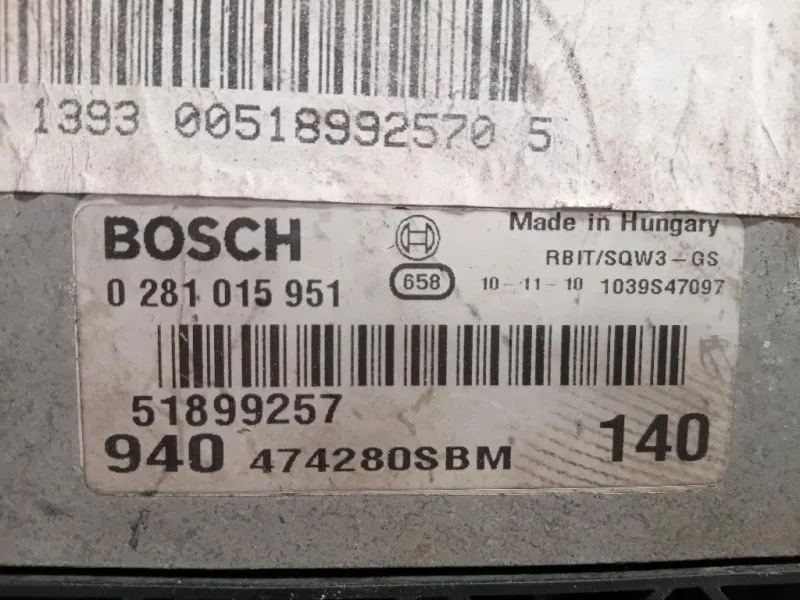 1393 00518992570 5
BOSCH
Made in Hungary
RBIT/SQW3-GS
0 281 015 951
658
10-11-10 1039S47097
51899257
940 474280SBM 140